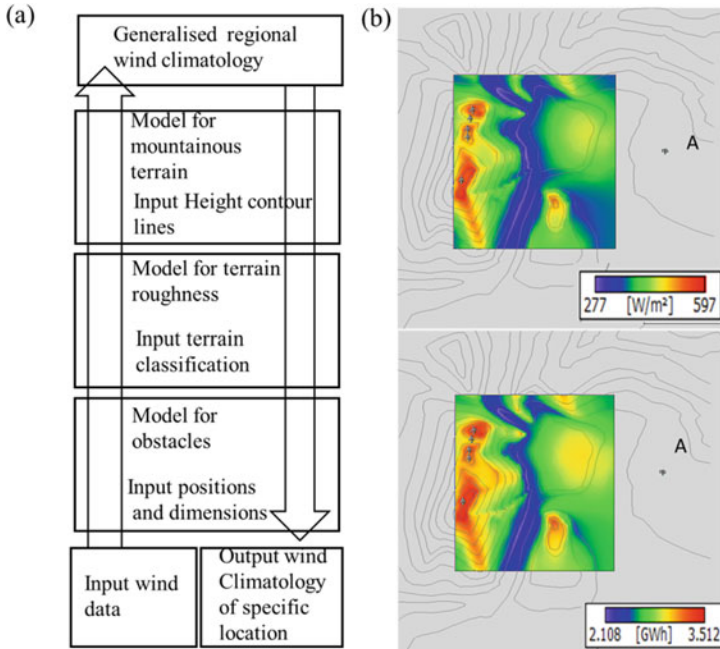 (a)
Generalised regional
wind climatology
Model for
mountainous
terrain
Input Height contour
lines
Model for terrain
roughness
Input terrain
classification
Model for
obstacles
Input positions
and dimensions
Input wind
data
Output wind
Climatology
of specific
location
(b)
A
277 [W/m²] 597
A
2.108 [GWh] 3.512